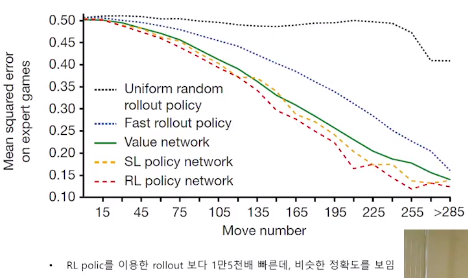 0.50
0.45
0.40
0.35
0.30
0.25
0.20
0.15
0.10
Mean squared error
on expert games
Uniform random
rollout policy
Fast rollout policy
Value network
SL policy network
RL policy network
15 45 75 105 135 165 195 225 255 >285
Move number
• RL polic를 이용한 rollout 보다 1만5천배 빠른데, 비슷한 정확도를 보임